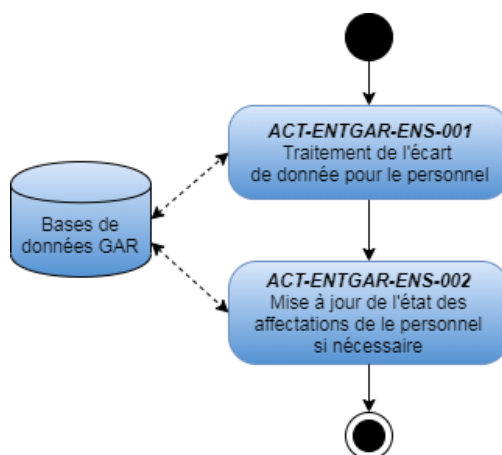 ACT-ENTGAR-ENS-001
Traitement de l'écart
de donnée pour le personnel
Bases de
données GAR
ACT-ENTGAR-ENS-002
Mise à jour de l'état des
affectations de le personnel
si nécessaire